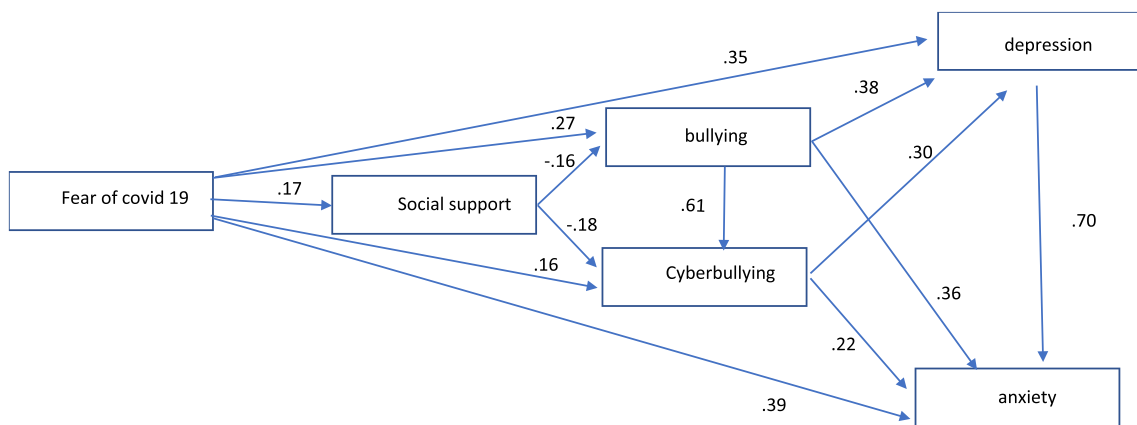 depression
.35
.38
.27
bullying
-.16
.30
Fear of covid 19
.17
Social support
.61
-.18
.70
.16
Cyberbullying
.36
.22
anxiety
.39